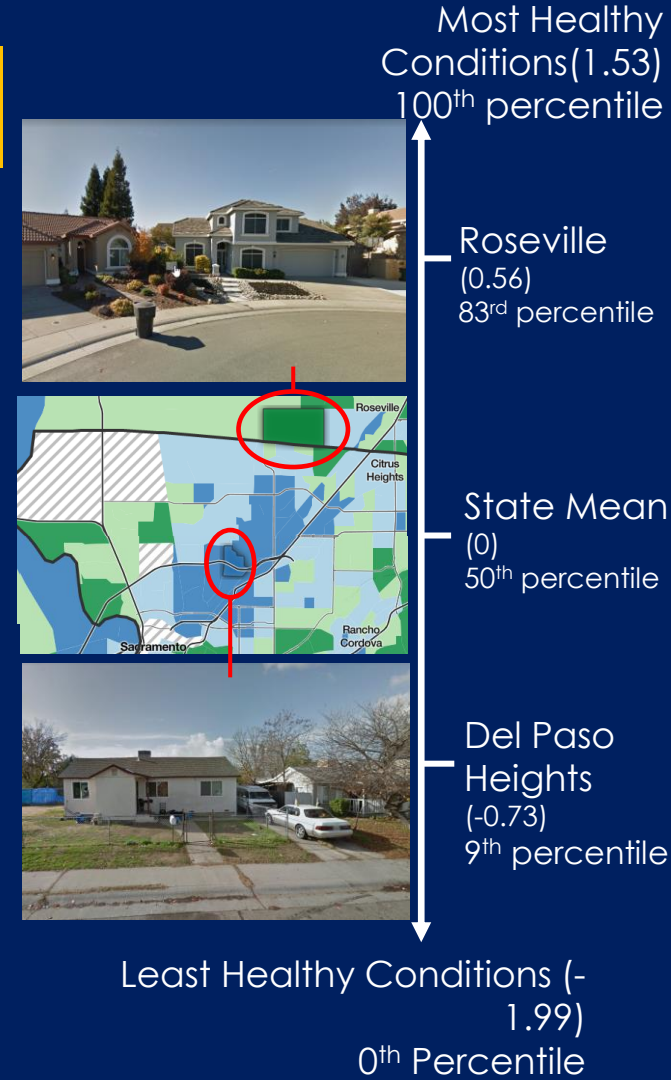 Most Healthy
Conditions(1.53)
100th percentile
Roseville
(0.56)
83rd percentile
Roseville
Citrus
Heights
Rancho
Cordova
Sacramento
State Mean
(0)
50th percentile
Del Paso
Heights
(-0.73)
9th percentile
Least Healthy Conditions (-
1.99)
0th Percentile